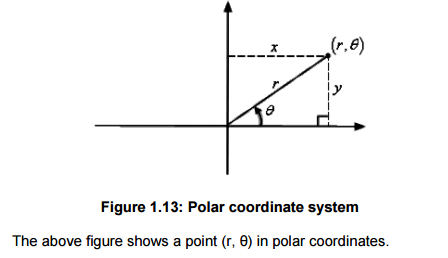 x
(r,θ)
r
y
θ
Figure 1.13: Polar coordinate system
The above figure shows a point (r, θ) in polar coordinates.